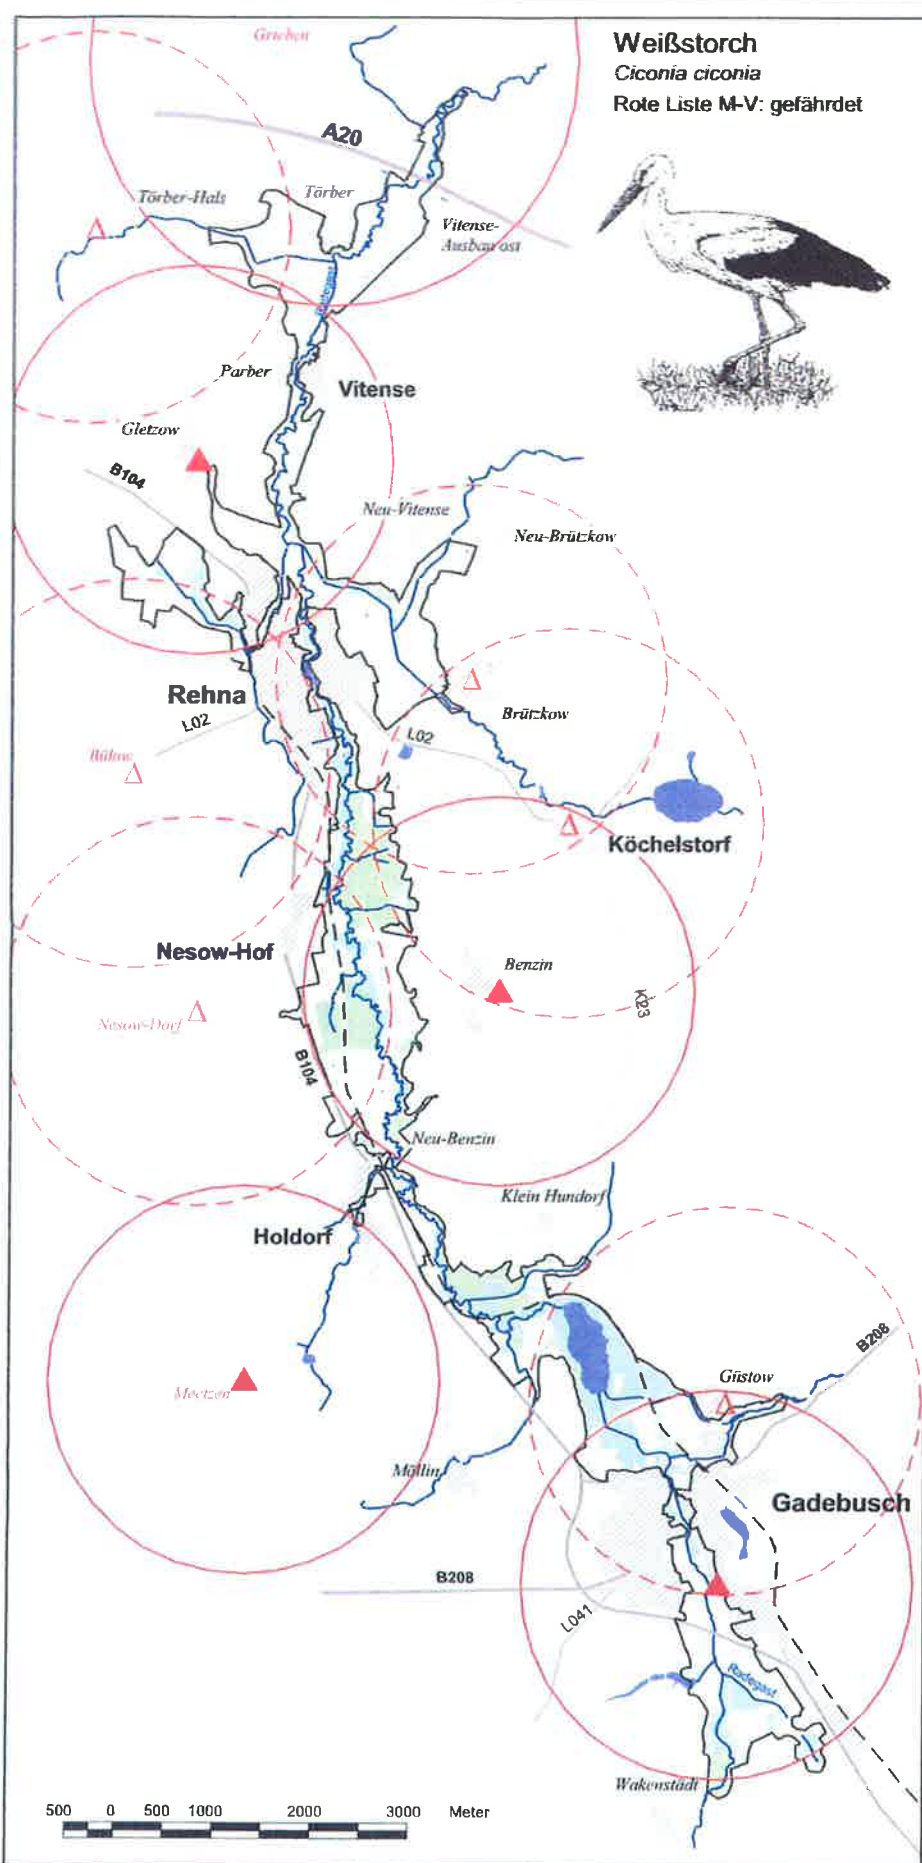 Weißstorch
Ciconia ciconia
Rote Liste M-V: gefährdet
Grieben
A20
Törber-Hals
Törber
Vitense-
Ausbau ost
Parber
Vitense
Gletzow
B104
Neu-Vitense
Neu-Brützkow
Rehna
L02
Brützkow
L02
Bülow
Köchelstorf
Nesow-Hof
Benzin
K23
Nesow-Dorf
B104
Neu-Benzin
Klein Hundorf
Holdorf
B208
Güstow
Meetzen
Möllin
Gadebusch
B208
L041
Radegast
Wakenstädt
500 0 500 1000 2000 3000 Meter